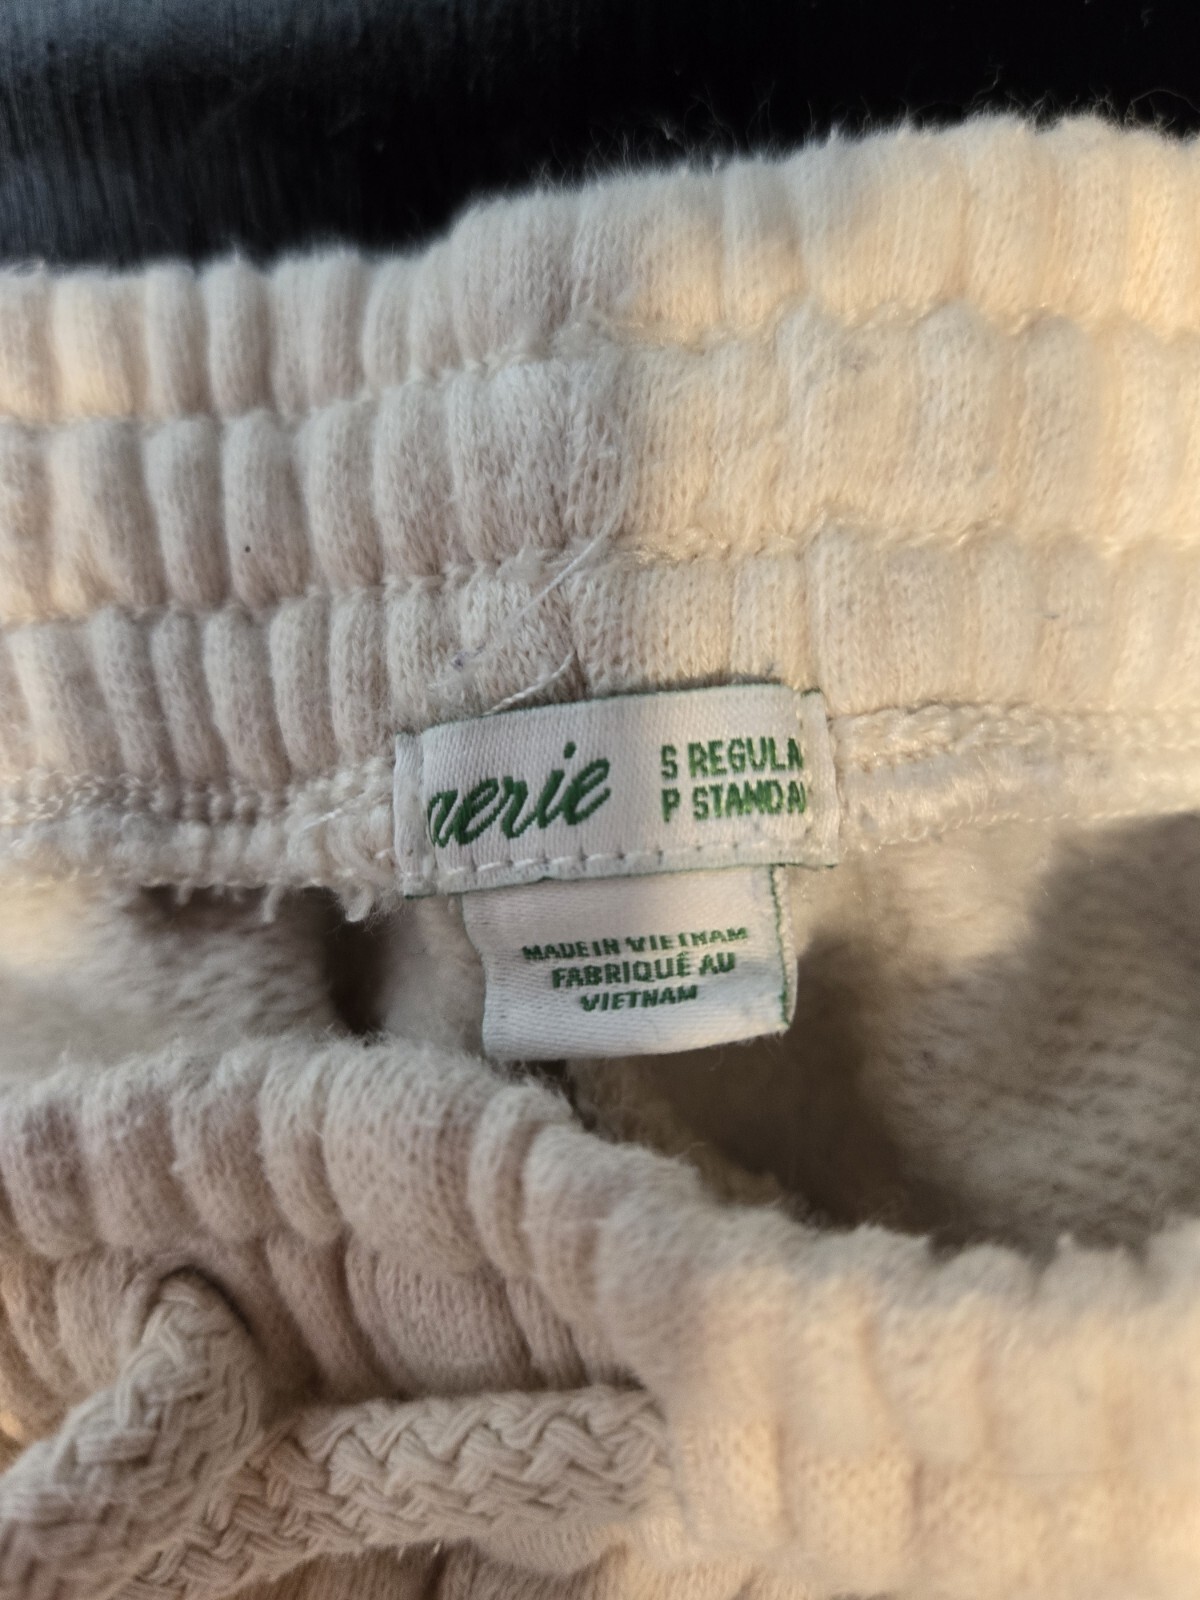 aerie
S REGULA
P STANDA
MADE IN VIETNAM
FABRIQUÉ AU
VIETNAM